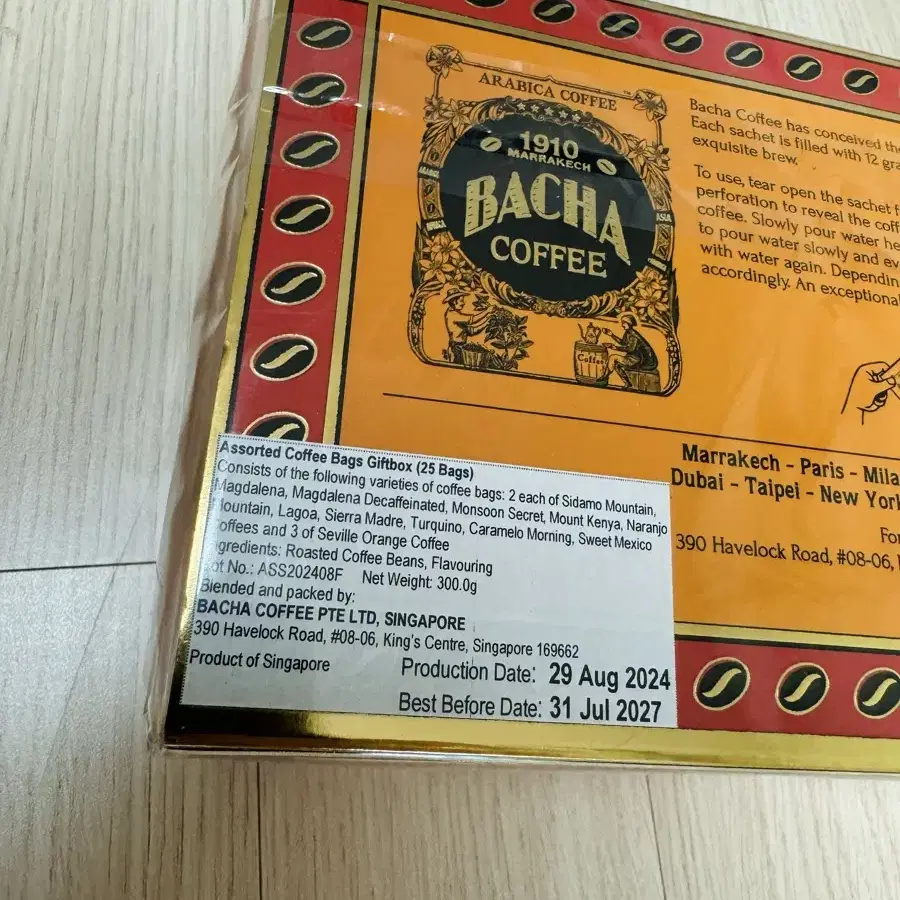 ARABICA COFFEE
1910
MARRAKECH
BACHA
COFFEE
Coffee
Bacha Coffee has conceived the
Each sachet is filled with 12 gra
exquisite brew.
To use, tear open the sachet f
perforation to reveal the coff
coffee. Slowly pour water he
to pour water slowly and ev
with water again. Dependin
accordingly. An exceptional
Marrakech - Paris - Mila
Dubai - Taipei - New York
For
390 Havelock Road, #08-06,
Assorted Coffee Bags Giftbox (25 Bags)
Consists of the following varieties of coffee bags: 2 each of Sidamo Mountain,
Magdalena, Magdalena Decaffeinated, Monsoon Secret, Mount Kenya, Naranjo
Mountain, Lagoa, Sierra Madre, Turquino, Caramelo Morning, Sweet Mexico
offees and 3 of Seville Orange Coffee
ngredients: Roasted Coffee Beans, Flavouring
Lot No.: ASS202408F Net Weight: 300.0g
Blended and packed by:
BACHA COFFEE PTE LTD, SINGAPORE
390 Havelock Road, #08-06, King's Centre, Singapore 169662
Product of Singapore
Production Date: 29 Aug 2024
Best Before Date: 31 Jul 2027